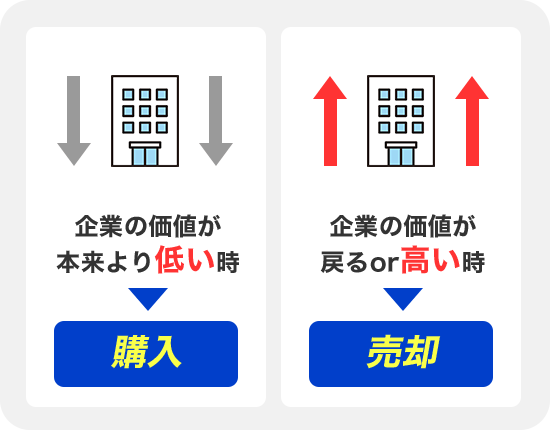 企業の価値が
本来より低い時
購入
企業の価値が
戻るor高い時
売却